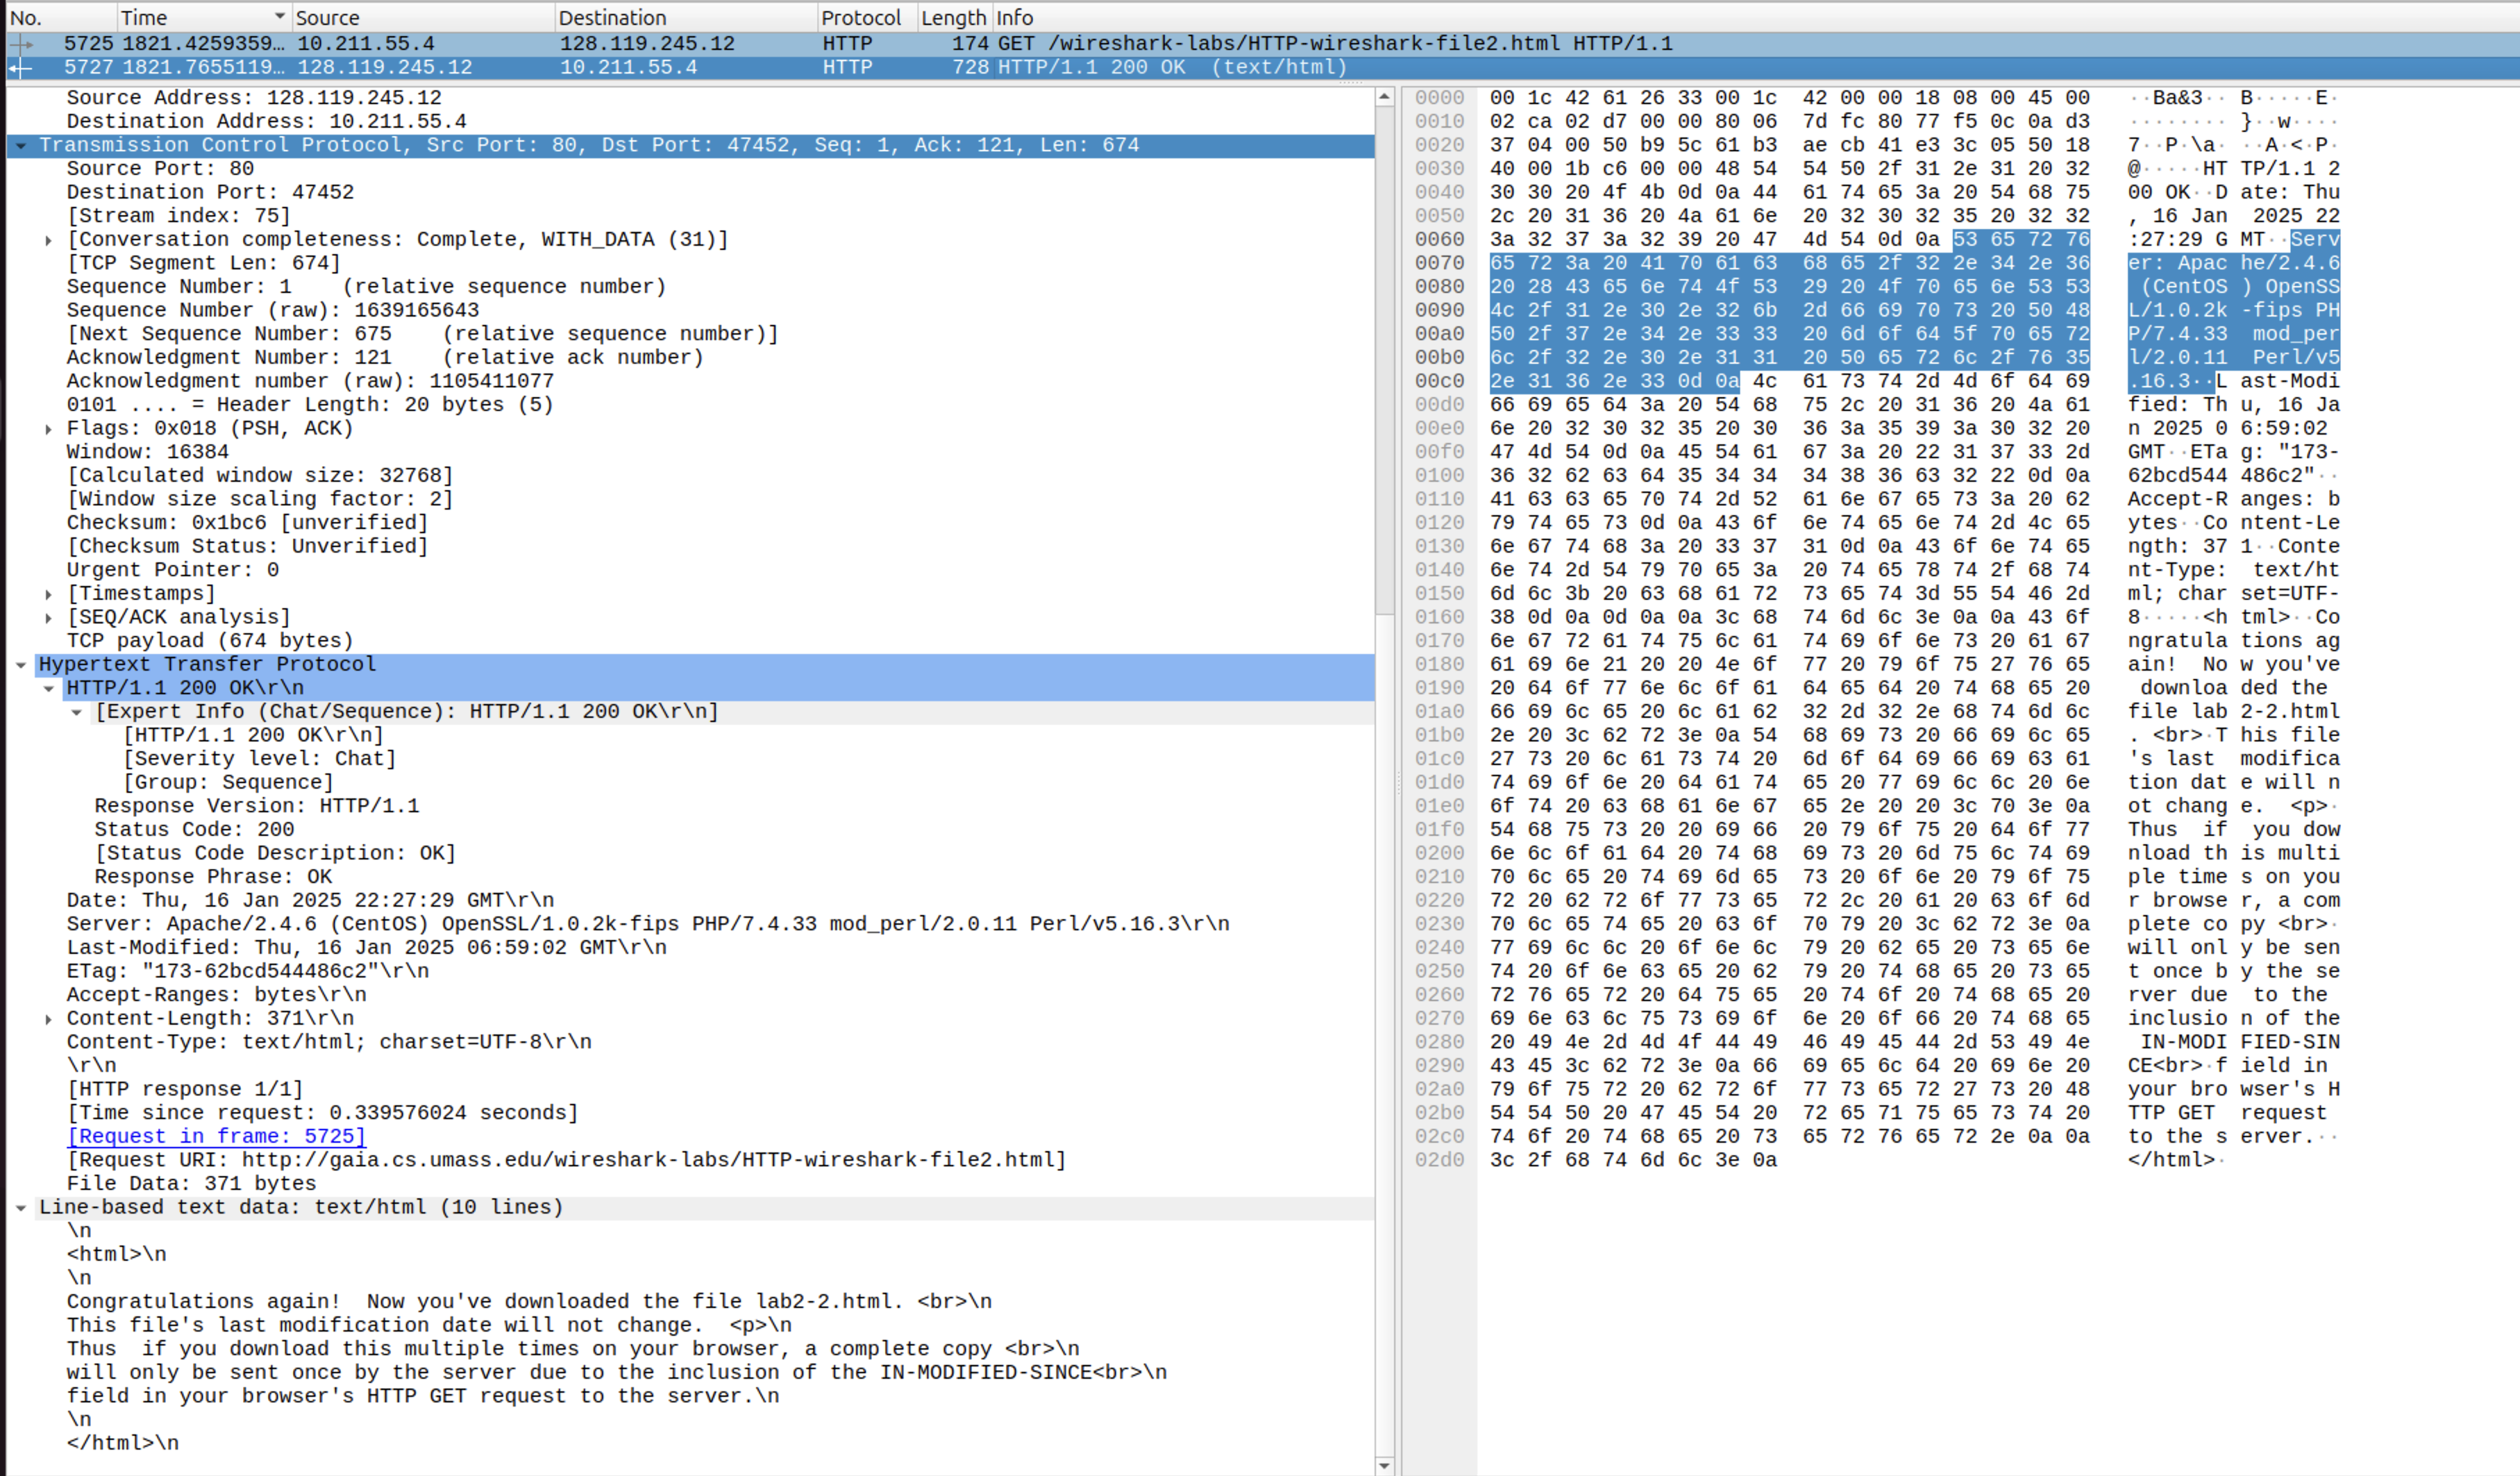 No. Time Source Destination Protocol Length Info
5725 1821.4259359… 10.211.55.4 128.119.245.12 HTTP 174 GET /wireshark-labs/HTTP-wireshark-file2.html HTTP/1.1
5727 1821.7655119… 128.119.245.12 10.211.55.4 HTTP 728 HTTP/1.1 200 OK  (text/html)
Source Address: 128.119.245.12
Destination Address: 10.211.55.4
Transmission Control Protocol, Src Port: 80, Dst Port: 47452, Seq: 1, Ack: 121, Len: 674
Source Port: 80
Destination Port: 47452
[Stream index: 75]
[Conversation completeness: Complete, WITH_DATA (31)]
[TCP Segment Len: 674]
Sequence Number: 1    (relative sequence number)
Sequence Number (raw): 1639165643
[Next Sequence Number: 675    (relative sequence number)]
Acknowledgment Number: 121    (relative ack number)
Acknowledgment number (raw): 1105411077
0101 .... = Header Length: 20 bytes (5)
Flags: 0x018 (PSH, ACK)
Window: 16384
[Calculated window size: 32768]
[Window size scaling factor: 2]
Checksum: 0x1bc6 [unverified]
[Checksum Status: Unverified]
Urgent Pointer: 0
[Timestamps]
[SEQ/ACK analysis]
TCP payload (674 bytes)
Hypertext Transfer Protocol
HTTP/1.1 200 OK\r\n
[Expert Info (Chat/Sequence): HTTP/1.1 200 OK\r\n]
[HTTP/1.1 200 OK\r\n]
[Severity level: Chat]
[Group: Sequence]
Response Version: HTTP/1.1
Status Code: 200
[Status Code Description: OK]
Response Phrase: OK
Date: Thu, 16 Jan 2025 22:27:29 GMT\r\n
Server: Apache/2.4.6 (CentOS) OpenSSL/1.0.2k-fips PHP/7.4.33 mod_perl/2.0.11 Perl/v5.16.3\r\n
Last-Modified: Thu, 16 Jan 2025 06:59:02 GMT\r\n
ETag: "173-62bcd544486c2"\r\n
Accept-Ranges: bytes\r\n
Content-Length: 371\r\n
Content-Type: text/html; charset=UTF-8\r\n
\r\n
[HTTP response 1/1]
[Time since request: 0.339576024 seconds]
[Request in frame: 5725]
[Request URI: http://gaia.cs.umass.edu/wireshark-labs/HTTP-wireshark-file2.html]
File Data: 371 bytes
Line-based text data: text/html (10 lines)
\n
<html>\n
\n
Congratulations again!  Now you've downloaded the file lab2-2.html. <br>\n
This file's last modification date will not change.  <p>\n
Thus  if you download this multiple times on your browser, a complete copy <br>\n
will only be sent once by the server due to the inclusion of the IN-MODIFIED-SINCE<br>\n
field in your browser's HTTP GET request to the server.\n
\n
</html>\n
0000 00 1c 42 61 26 33 00 1c 42 00 00 18 08 00 45 00 ··Ba&3·· B·····E·
0010 02 ca 02 d7 00 00 80 06 7d fc 80 77 f5 0c 0a d3 ········ }··w····
0020 37 04 00 50 b9 5c 61 b3 ae cb 41 e3 3c 05 50 18 7··P·\a· ··A·<·P·
0030 40 00 1b c6 00 00 48 54 54 50 2f 31 2e 31 20 32 @·····HT TP/1.1 2
0040 30 30 20 4f 4b 0d 0a 44 61 74 65 3a 20 54 68 75 00 OK··D ate: Thu
0050 2c 20 31 36 20 4a 61 6e 20 32 30 32 35 20 32 32 , 16 Jan  2025 22
0060 3a 32 37 3a 32 39 20 47 4d 54 0d 0a 53 65 72 76 :27:29 G MT··Serv
0070 65 72 3a 20 41 70 61 63 68 65 2f 32 2e 34 2e 36 er: Apac he/2.4.6
0080 20 28 43 65 6e 74 4f 53 29 20 4f 70 65 6e 53 53  (CentOS ) OpenSS
0090 4c 2f 31 2e 30 2e 32 6b 2d 66 69 70 73 20 50 48 L/1.0.2k -fips PH
00a0 50 2f 37 2e 34 2e 33 33 20 6d 6f 64 5f 70 65 72 P/7.4.33  mod_per
00b0 6c 2f 32 2e 30 2e 31 31 20 50 65 72 6c 2f 76 35 l/2.0.11  Perl/v5
00c0 2e 31 36 2e 33 0d 0a 4c 61 73 74 2d 4d 6f 64 69 .16.3··L ast-Modi
00d0 66 69 65 64 3a 20 54 68 75 2c 20 31 36 20 4a 61 fied: Th u, 16 Ja
00e0 6e 20 32 30 32 35 20 30 36 3a 35 39 3a 30 32 20 n 2025 0 6:59:02
00f0 47 4d 54 0d 0a 45 54 61 67 3a 20 22 31 37 33 2d GMT··ETa g: "173-
0100 36 32 62 63 64 35 34 34 34 38 36 63 32 22 0d 0a 62bcd544 486c2"··
0110 41 63 63 65 70 74 2d 52 61 6e 67 65 73 3a 20 62 Accept-R anges: b
0120 79 74 65 73 0d 0a 43 6f 6e 74 65 6e 74 2d 4c 65 ytes··Co ntent-Le
0130 6e 67 74 68 3a 20 33 37 31 0d 0a 43 6f 6e 74 65 ngth: 37 1··Conte
0140 6e 74 2d 54 79 70 65 3a 20 74 65 78 74 2f 68 74 nt-Type:  text/ht
0150 6d 6c 3b 20 63 68 61 72 73 65 74 3d 55 54 46 2d ml; char set=UTF-
0160 38 0d 0a 0d 0a 0a 3c 68 74 6d 6c 3e 0a 0a 43 6f 8·····<h tml>··Co
0170 6e 67 72 61 74 75 6c 61 74 69 6f 6e 73 20 61 67 ngratula tions ag
0180 61 69 6e 21 20 20 4e 6f 77 20 79 6f 75 27 76 65 ain!  No w you've
0190 20 64 6f 77 6e 6c 6f 61 64 65 64 20 74 68 65 20  downloa ded the
01a0 66 69 6c 65 20 6c 61 62 32 2d 32 2e 68 74 6d 6c file lab 2-2.html
01b0 2e 20 3c 62 72 3e 0a 54 68 69 73 20 66 69 6c 65 . <br>·T his file
01c0 27 73 20 6c 61 73 74 20 6d 6f 64 69 66 69 63 61 's last  modifica
01d0 74 69 6f 6e 20 64 61 74 65 20 77 69 6c 6c 20 6e tion dat e will n
01e0 6f 74 20 63 68 61 6e 67 65 2e 20 20 3c 70 3e 0a ot chang e.  <p>·
01f0 54 68 75 73 20 20 69 66 20 79 6f 75 20 64 6f 77 Thus  if  you dow
0200 6e 6c 6f 61 64 20 74 68 69 73 20 6d 75 6c 74 69 nload th is multi
0210 70 6c 65 20 74 69 6d 65 73 20 6f 6e 20 79 6f 75 ple time s on you
0220 72 20 62 72 6f 77 73 65 72 2c 20 61 20 63 6f 6d r browse r, a com
0230 70 6c 65 74 65 20 63 6f 70 79 20 3c 62 72 3e 0a plete co py <br>·
0240 77 69 6c 6c 20 6f 6e 6c 79 20 62 65 20 73 65 6e will onl y be sen
0250 74 20 6f 6e 63 65 20 62 79 20 74 68 65 20 73 65 t once b y the se
0260 72 76 65 72 20 64 75 65 20 74 6f 20 74 68 65 20 rver due  to the
0270 69 6e 63 6c 75 73 69 6f 6e 20 6f 66 20 74 68 65 inclusio n of the
0280 20 49 4e 2d 4d 4f 44 49 46 49 45 44 2d 53 49 4e  IN-MODI FIED-SIN
0290 43 45 3c 62 72 3e 0a 66 69 65 6c 64 20 69 6e 20 CE<br>·f ield in
02a0 79 6f 75 72 20 62 72 6f 77 73 65 72 27 73 20 48 your bro wser's H
02b0 54 54 50 20 47 45 54 20 72 65 71 75 65 73 74 20 TTP GET  request
02c0 74 6f 20 74 68 65 20 73 65 72 76 65 72 2e 0a 0a to the s erver.··
02d0 3c 2f 68 74 6d 6c 3e 0a </html>·